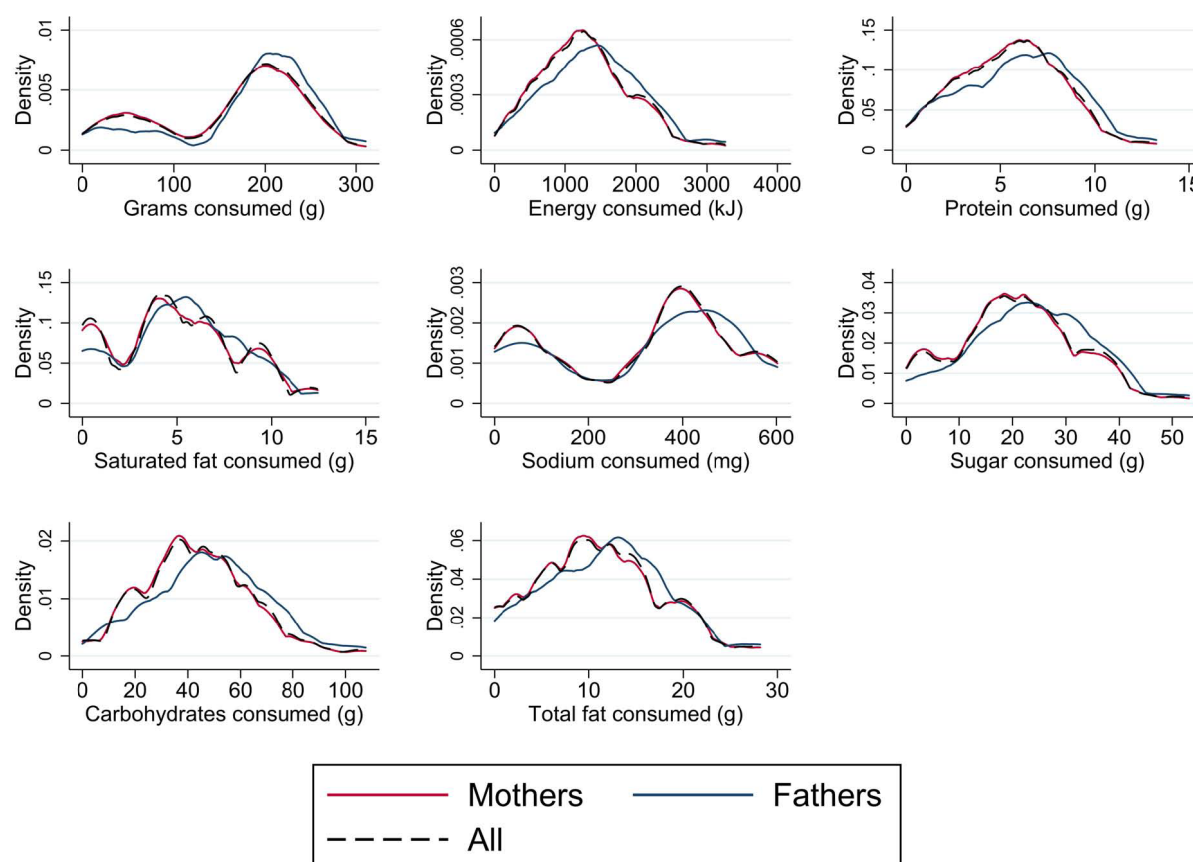 Density
.01
.005
0
0 100 200 300
Grams consumed (g)
Density
.0006
.0003
0
0 1000 2000 3000 4000
Energy consumed (kJ)
Density
.15
.1
.05
0
0 5 10 15
Protein consumed (g)
Density
.15
.1
.05
0
0 5 10 15
Saturated fat consumed (g)
Density
.003
.002
.001
0
0 200 400 600
Sodium consumed (mg)
Density
.04
.03
.02
.01
0
0 10 20 30 40 50
Sugar consumed (g)
Density
.02
.01
0
0 20 40 60 80 100
Carbohydrates consumed (g)
Density
.06
.04
.02
0
0 10 20 30
Total fat consumed (g)
Mothers Fathers
All